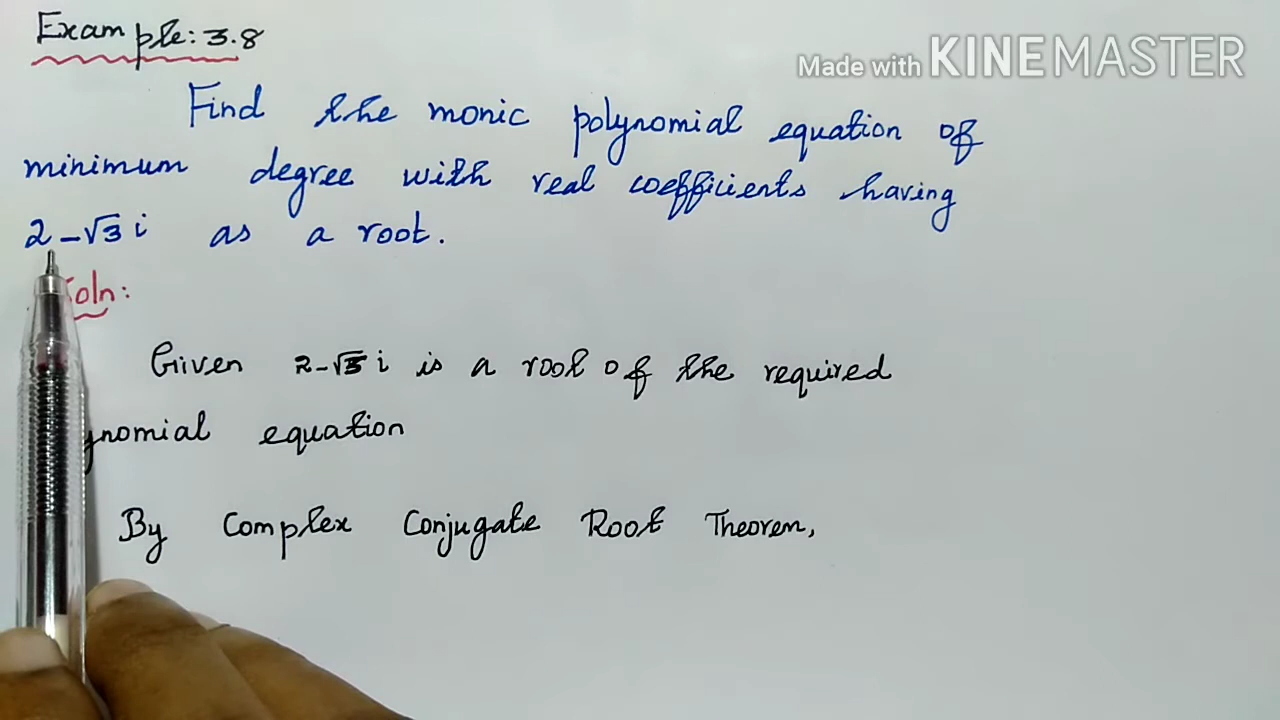 Example: 3.8
Made with KINEMASTER
Find the monic polynomial equation of
minimum degree with real coefficients having
2-√3 i as a root.
Soln:
Given 2-√3 i is a root of the required
ynomial equation
By Complex Conjugate Root Theorem,